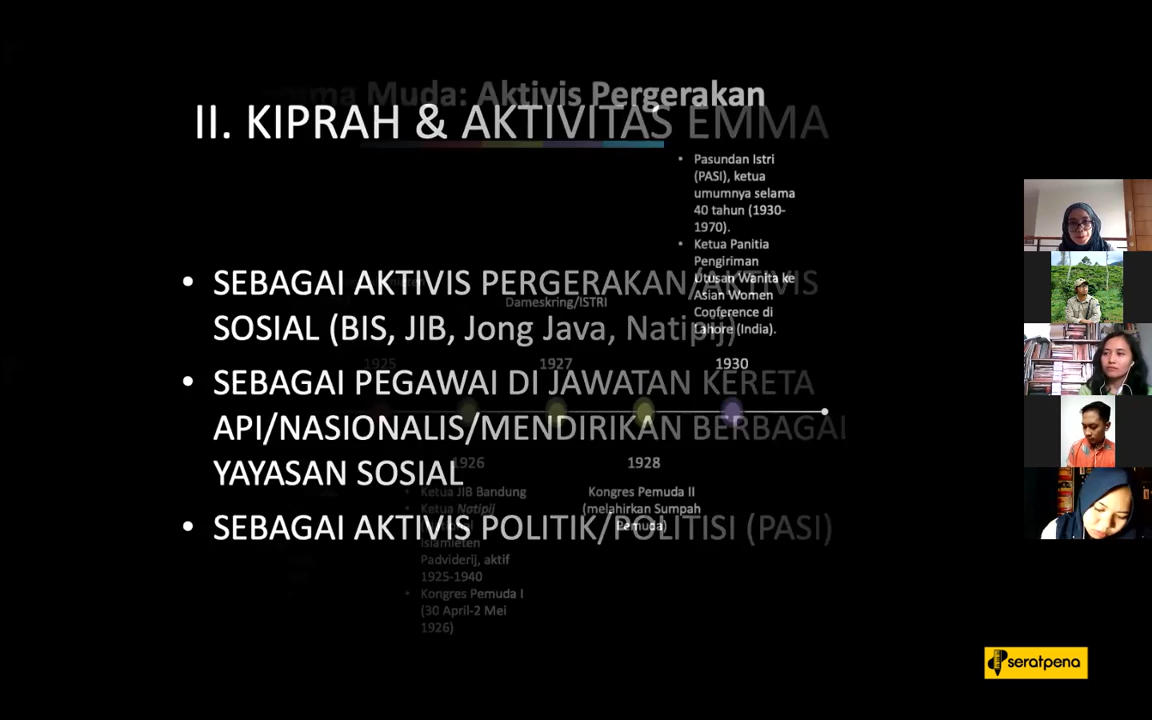 Muda: Aktivis Pergerakan
II. KIPRAH & AKTIVITAS EMMA
• Pasundan Istri
(PASI), ketua
umumnya selama
40 tahun (1930-
1970).
• Ketua Panitia
Pengiriman
Utusan Wanita ke
Asian Women
Conference di
Lahore (India).
• SEBAGAI AKTIVIS PERGERAKAN/AKTIVIS
SOSIAL (BIS, JIB, Jong Java, Natipij)
Dameskring/ISTRI
1925
1927
1930
• SEBAGAI PEGAWAI DI JAWATAN KERETA
API/NASIONALIS/MENDIRIKAN BERBAGAI
YAYASAN SOSIAL
1926
1928
• Ketua JIB Bandung
• Ketua Natipij
Islamieten
Padviderij, aktif
1925-1940
• Kongres Pemuda I
(30 April-2 Mei
1926)
Kongres Pemuda II
(melahirkan Sumpah
Pemuda)
• SEBAGAI AKTIVIS POLITIK/POLITISI (PASI)
seratpena